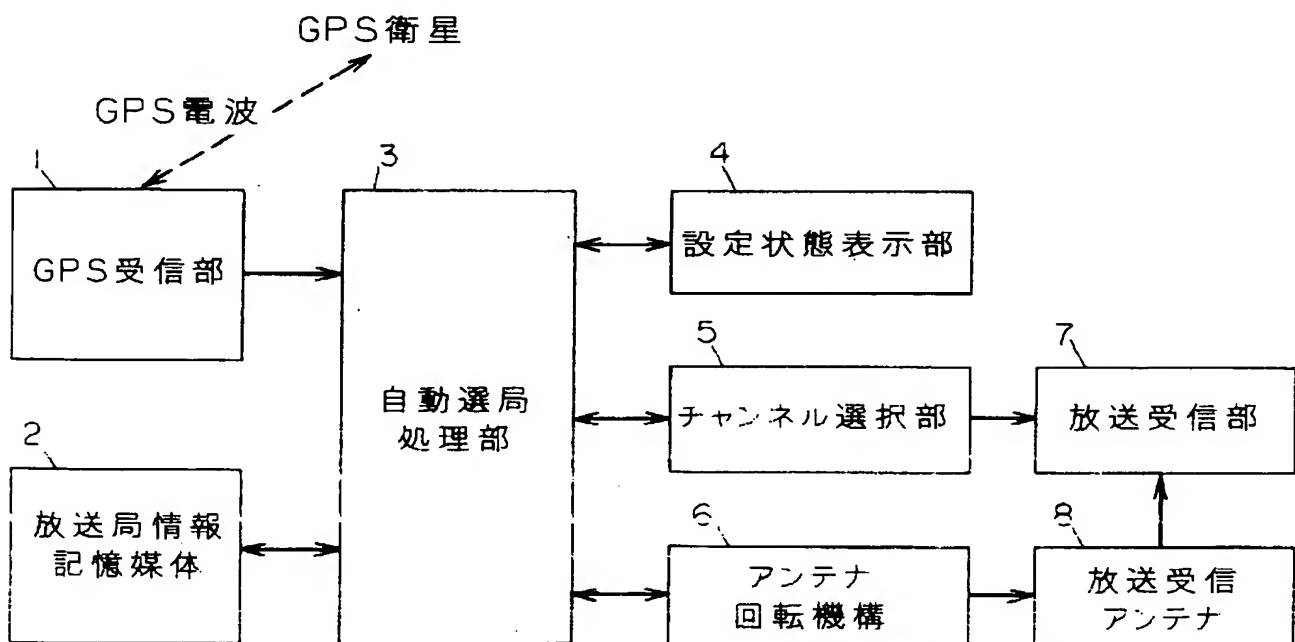 GPS衛星
GPS電波
1
GPS受信部
3
自動選局
処理部
4
設定状態表示部
5
チャンネル選択部
7
放送受信部
2
放送局情報
記憶媒体
6
アンテナ
回転機構
8
放送受信
アンテナ